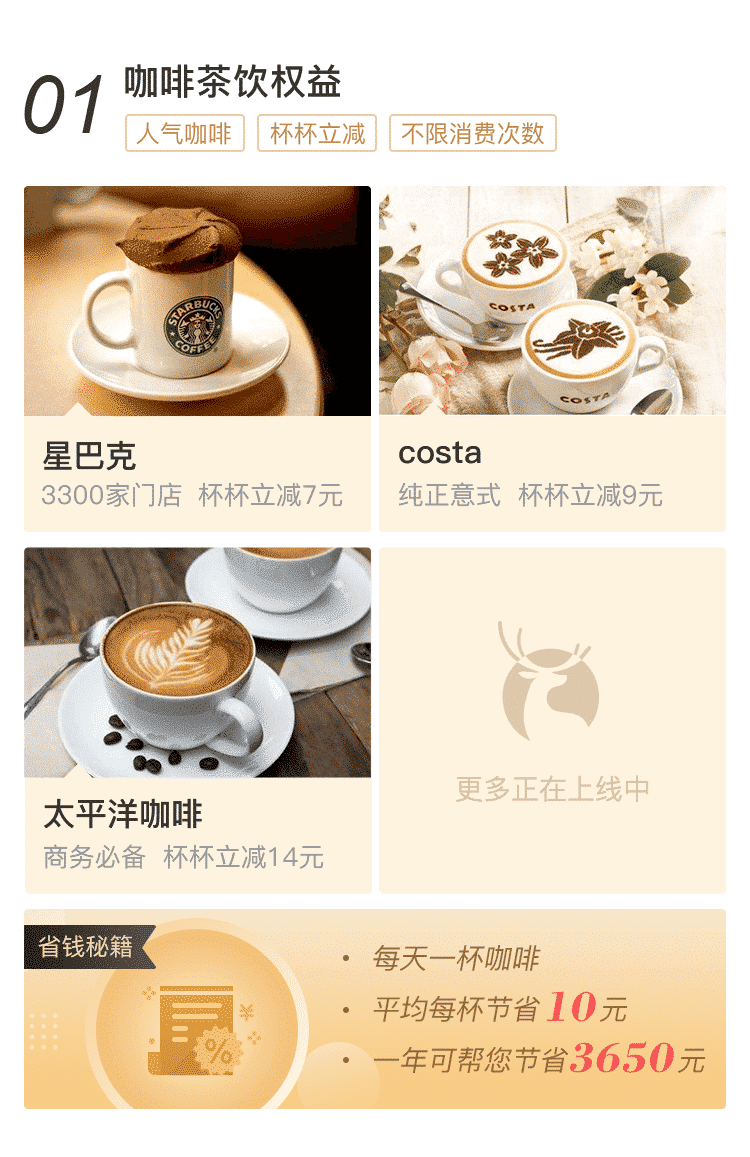 01
咖啡茶饮权益
人气咖啡 杯杯立减 不限消费次数
STARBUCKS
COFFEE
COSTA
COSTA
星巴克
3300家门店 杯杯立减7元
costa
纯正意式 杯杯立减9元
太平洋咖啡
商务必备 杯杯立减14元
更多正在上线中
省钱秘籍
¥
%
• 每天一杯咖啡
• 平均每杯节省10元
• 一年可帮您节省3650元